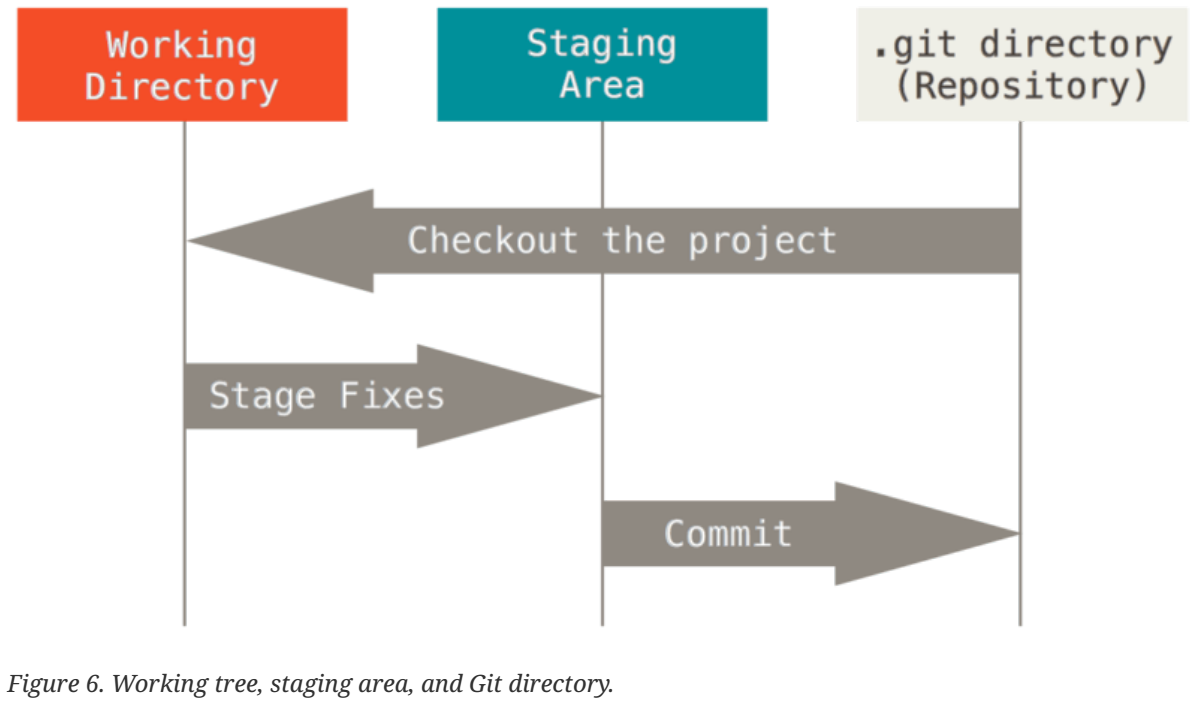 Working
Directory
Staging
Area
.git directory
(Repository)
Checkout the project
Stage Fixes
Commit
Figure 6. Working tree, staging area, and Git directory.